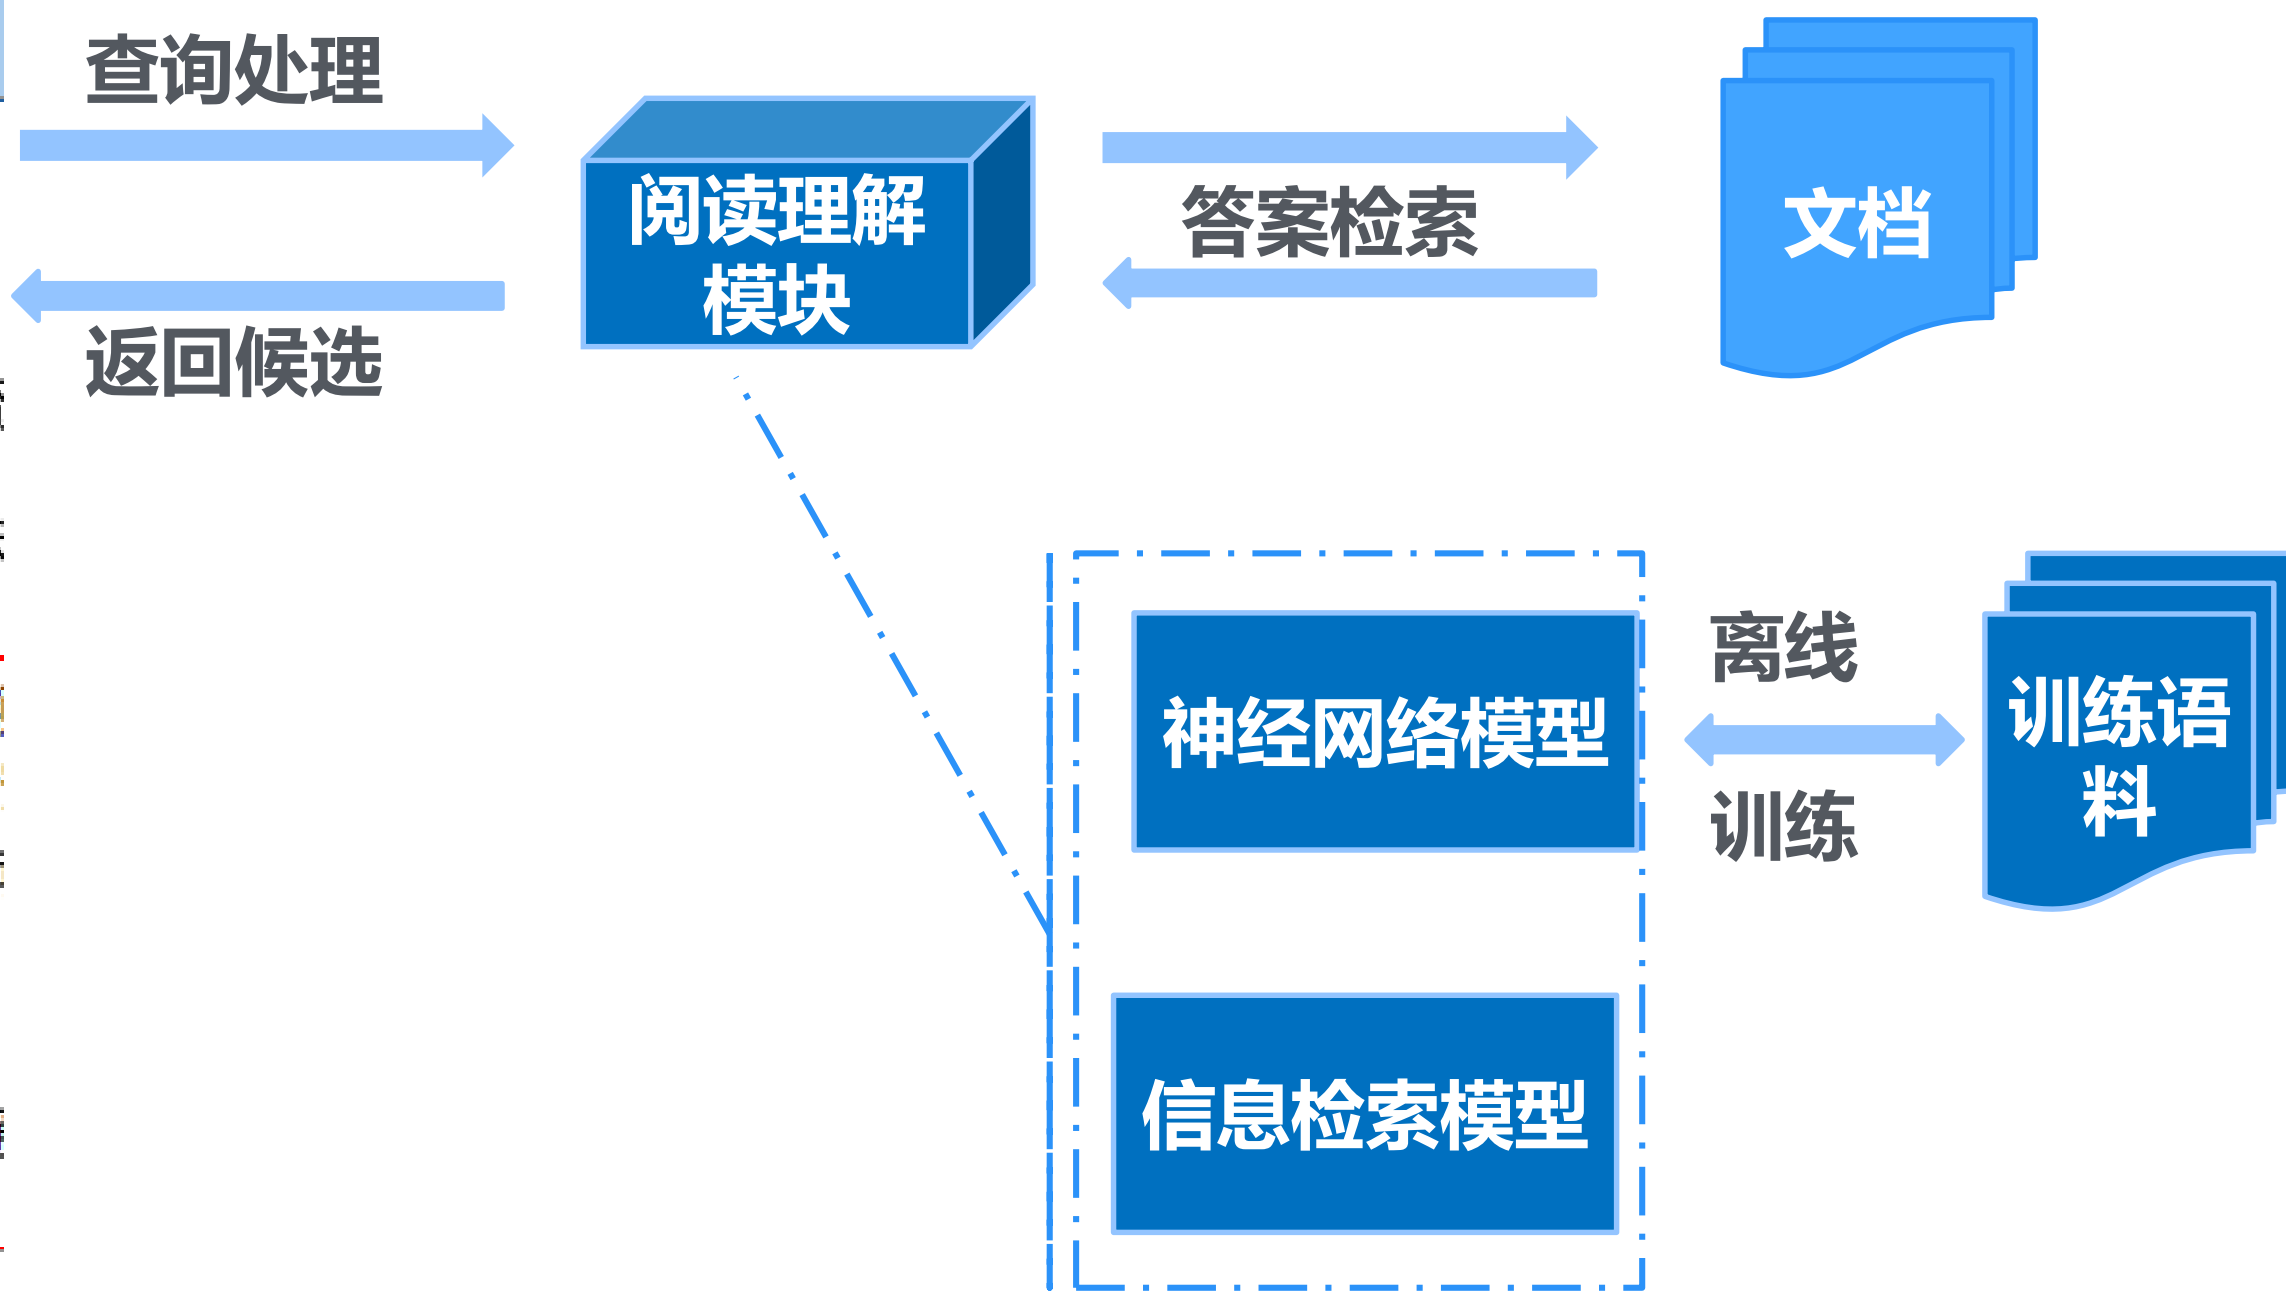 查询处理
阅读理解
模块
返回候选
答案检索
文档
神经网络模型
离线
训练
训练语
料
信息检索模型